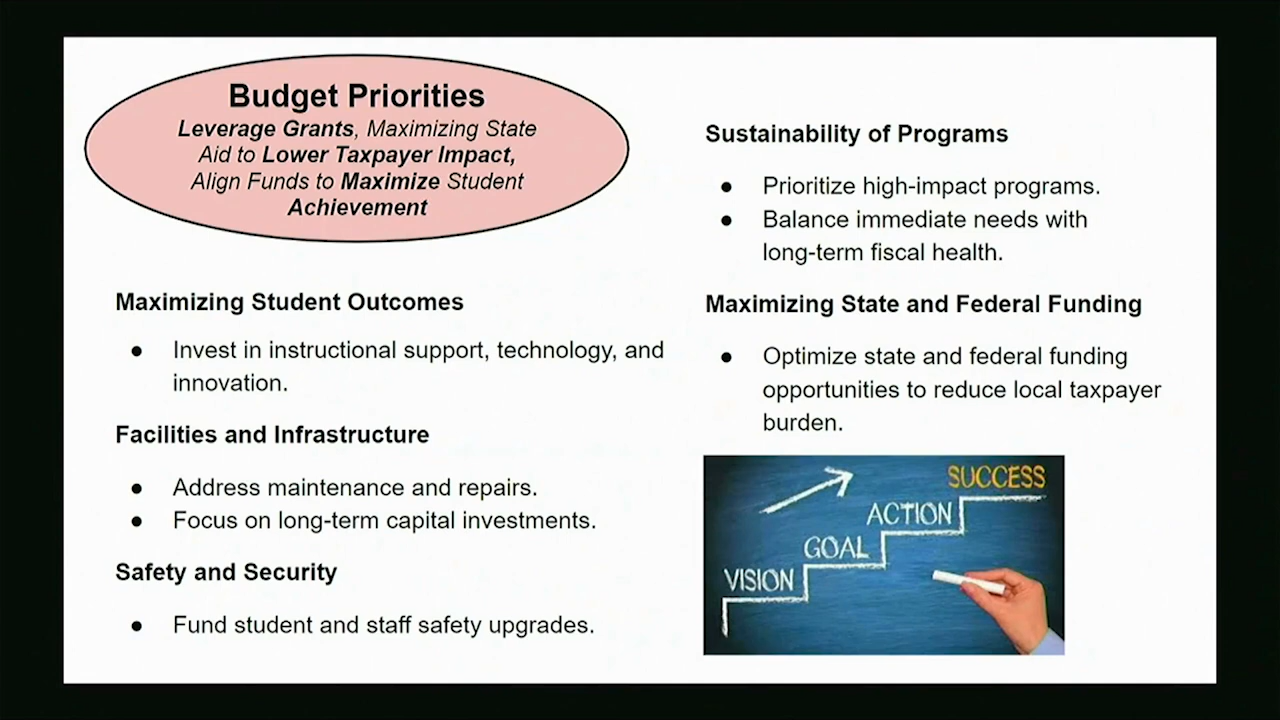 Budget Priorities
Leverage Grants, Maximizing State
Aid to Lower Taxpayer Impact,
Align Funds to Maximize Student
Achievement
Maximizing Student Outcomes
● Invest in instructional support, technology, and
innovation.
Facilities and Infrastructure
● Address maintenance and repairs.
● Focus on long-term capital investments.
Safety and Security
● Fund student and staff safety upgrades.
Sustainability of Programs
● Prioritize high-impact programs.
● Balance immediate needs with
long-term fiscal health.
Maximizing State and Federal Funding
● Optimize state and federal funding
opportunities to reduce local taxpayer
burden.
SUCCESS
ACTION
GOAL
VISION